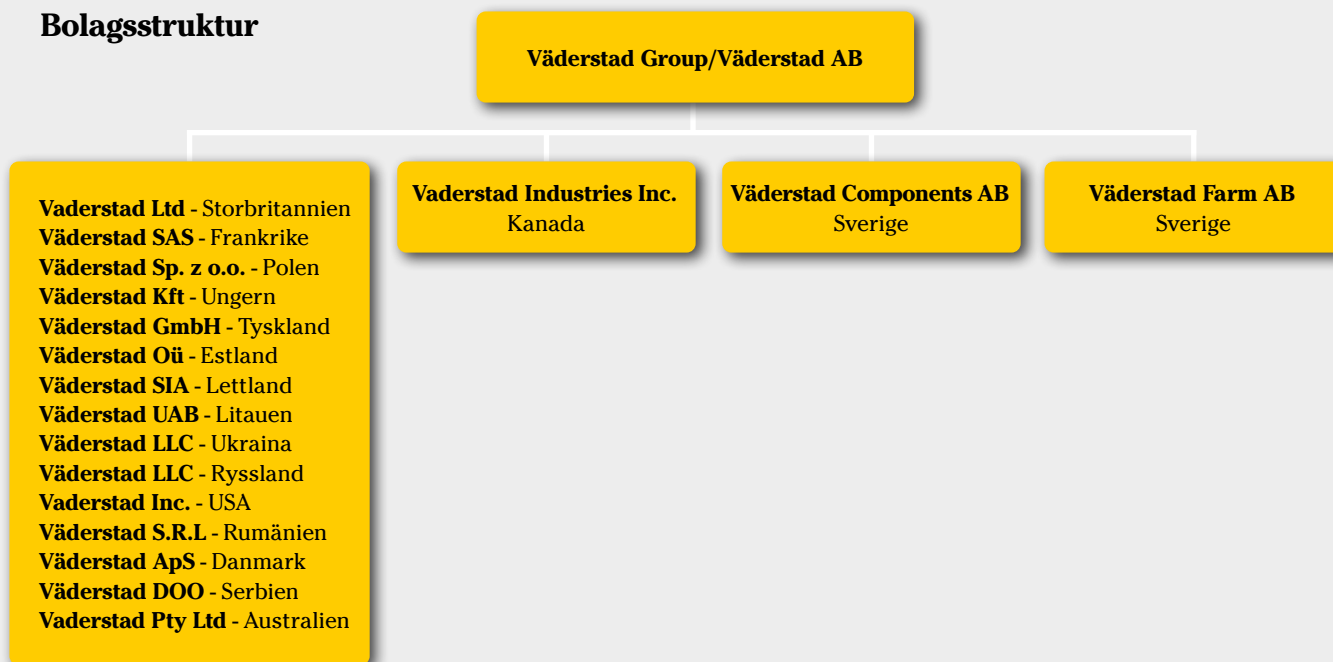 Bolagsstruktur
Väderstad Group/Väderstad AB
Vaderstad Ltd - Storbritannien
Väderstad SAS - Frankrike
Väderstad Sp. z o.o. - Polen
Väderstad Kft - Ungern
Väderstad GmbH - Tyskland
Väderstad Oü - Estland
Väderstad SIA - Lettland
Väderstad UAB - Litauen
Väderstad LLC - Ukraina
Väderstad LLC - Ryssland
Vaderstad Inc. - USA
Väderstad S.R.L - Rumänien
Väderstad ApS - Danmark
Väderstad DOO - Serbien
Vaderstad Pty Ltd - Australien
Vaderstad Industries Inc.
Kanada
Väderstad Components AB
Sverige
Väderstad Farm AB
Sverige